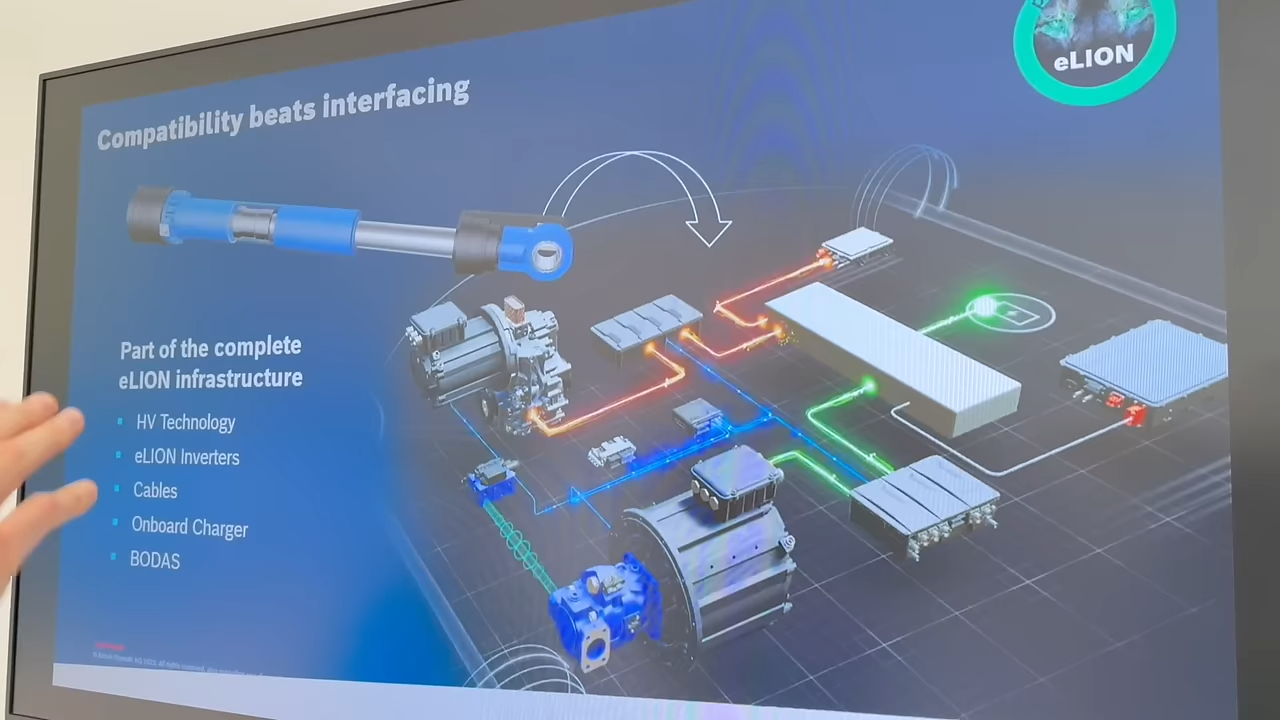 eLION
Compatibility beats interfacing
Part of the complete
eLION infrastructure
HV Technology
eLION Inverters
Cables
Onboard Charger
BODAS